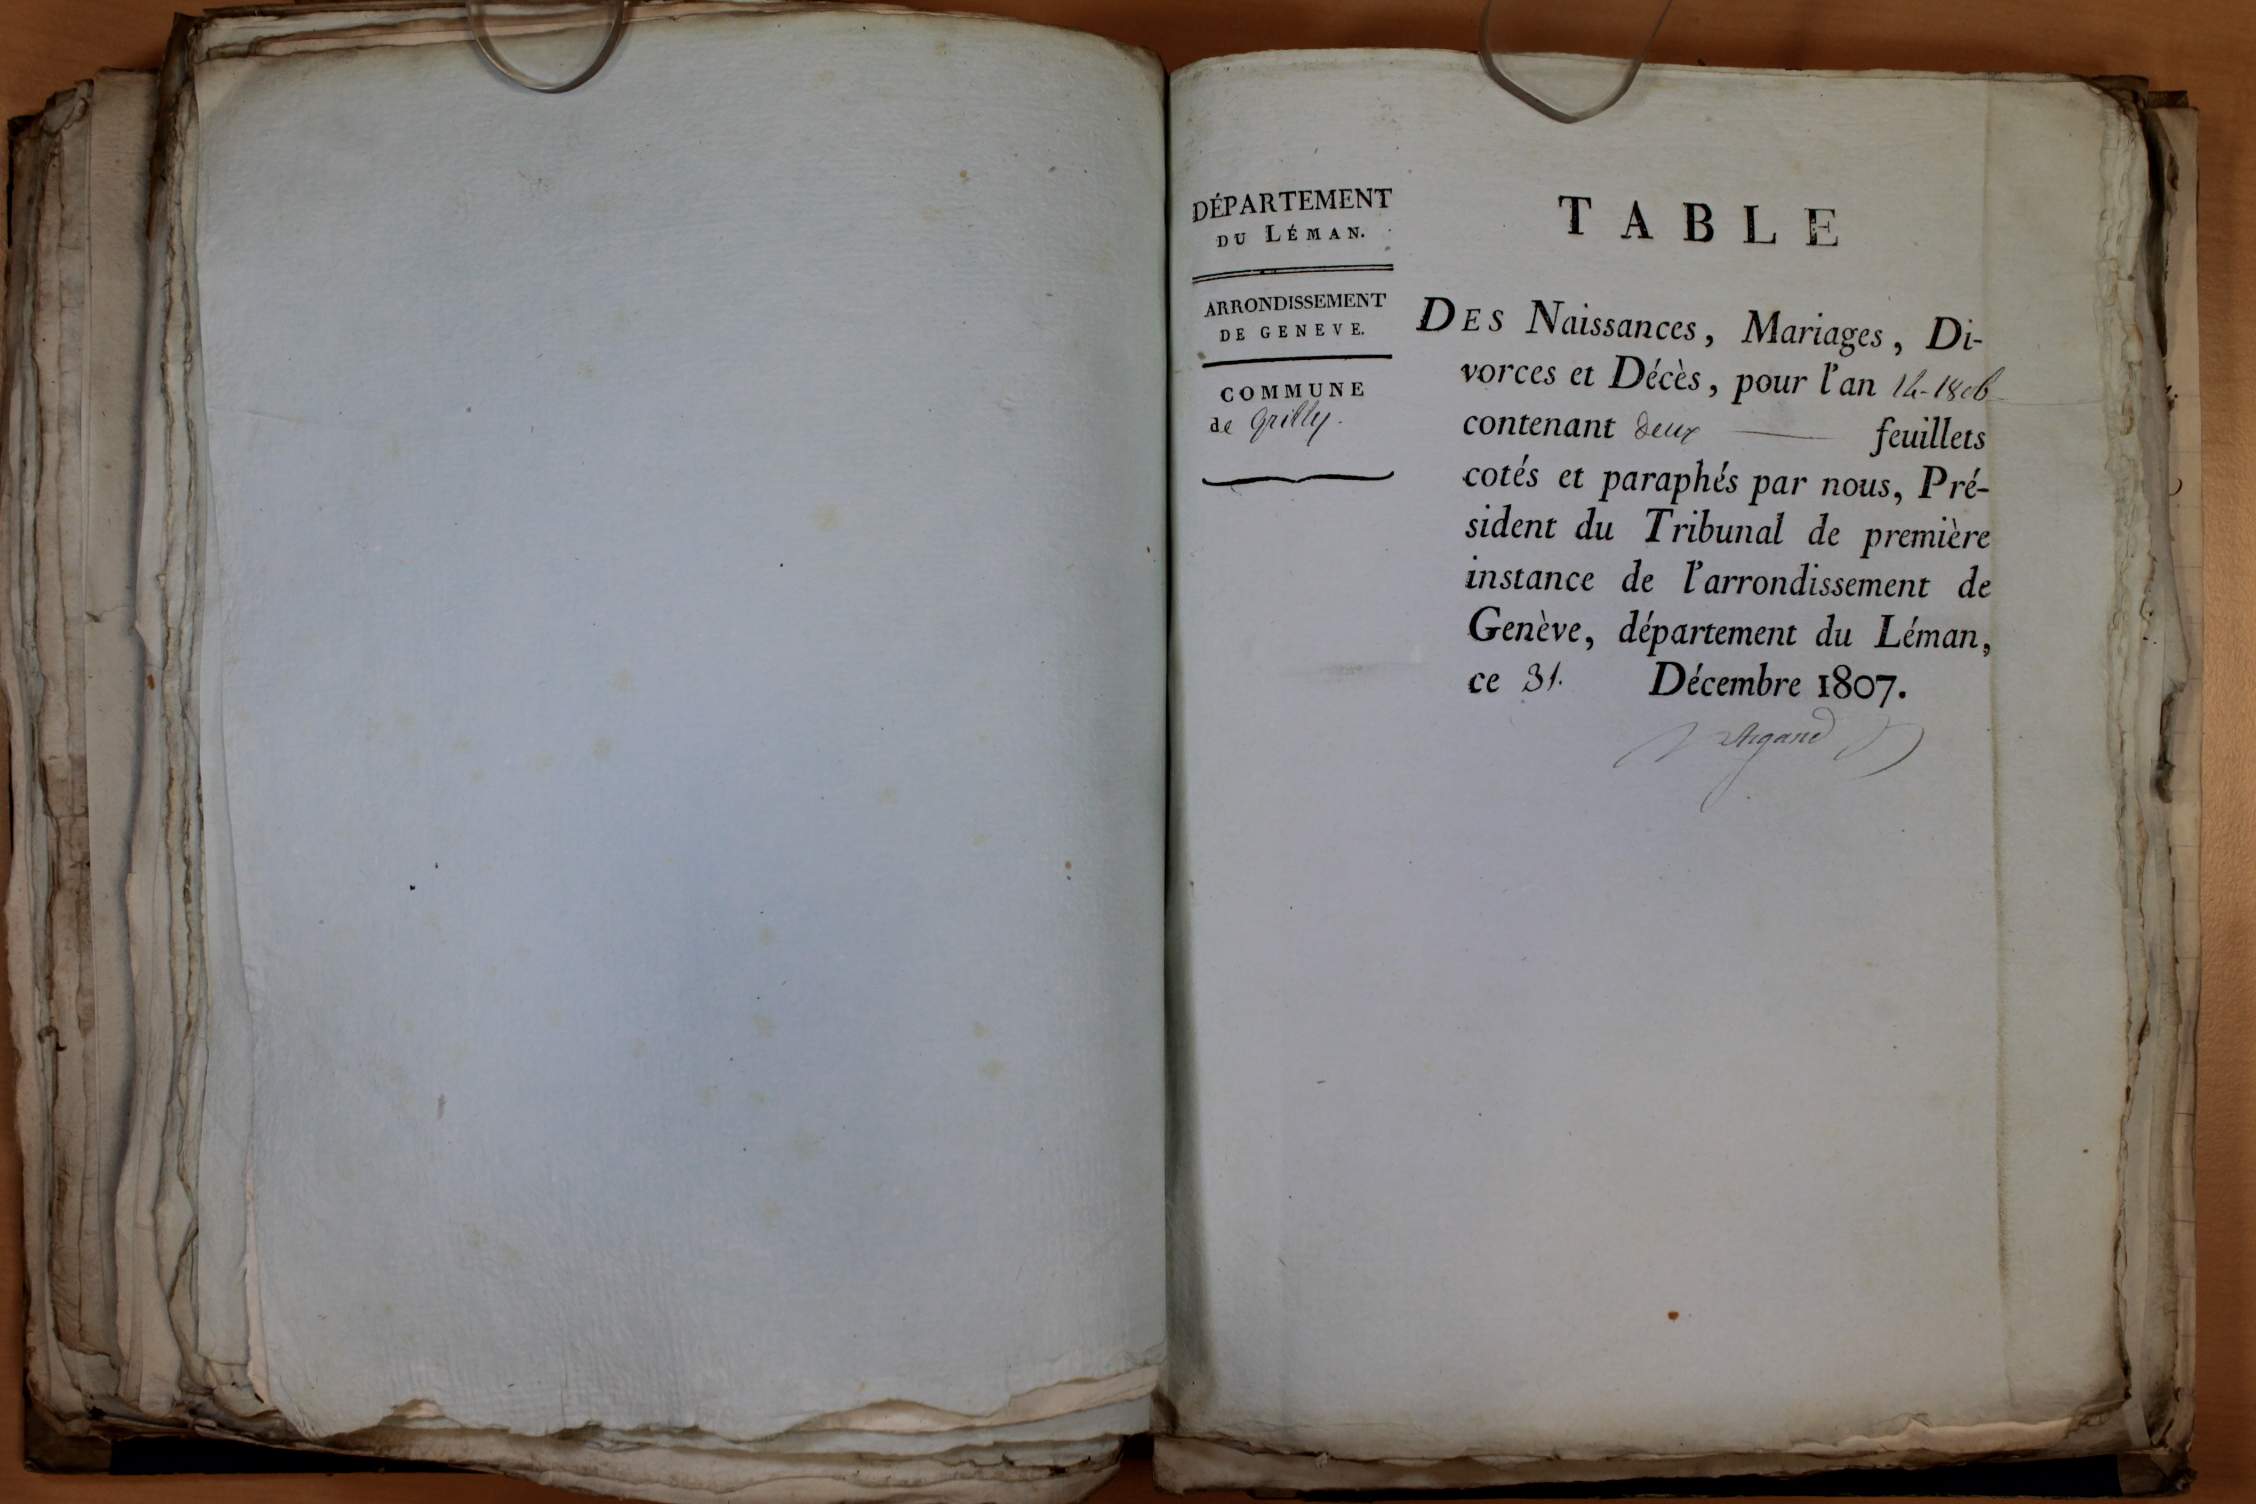 DÉPARTEMENT
DU LÉMAN.
ARRONDISSEMENT
DE GENEVE.
COMMUNE
de Grilly.
TABLE
DES Naissances, Mariages, Di-
vorces et Décès, pour l'an 14-1806
contenant deux feuillets
cotés et paraphés par nous, Pré-
sident du Tribunal de première
instance de l'arrondissement de
Genève, département du Léman,
ce 31. Décembre 1807.
Argand